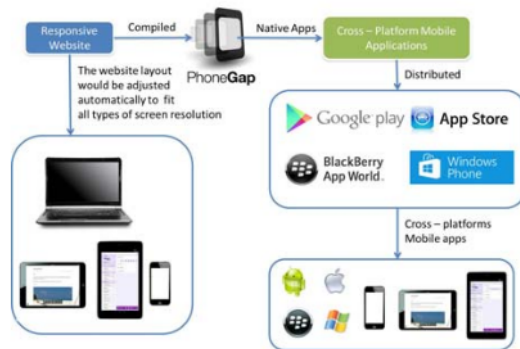 Responsive
Website
Compiled
PhoneGap
Native Apps
Cross – Platform Mobile
Applications
The website layout
would be adjusted
automatically to fit
all types of screen resolution
Distributed
Google play
App Store
BlackBerry
App World
Windows
Phone
Cross – platforms
Mobile apps